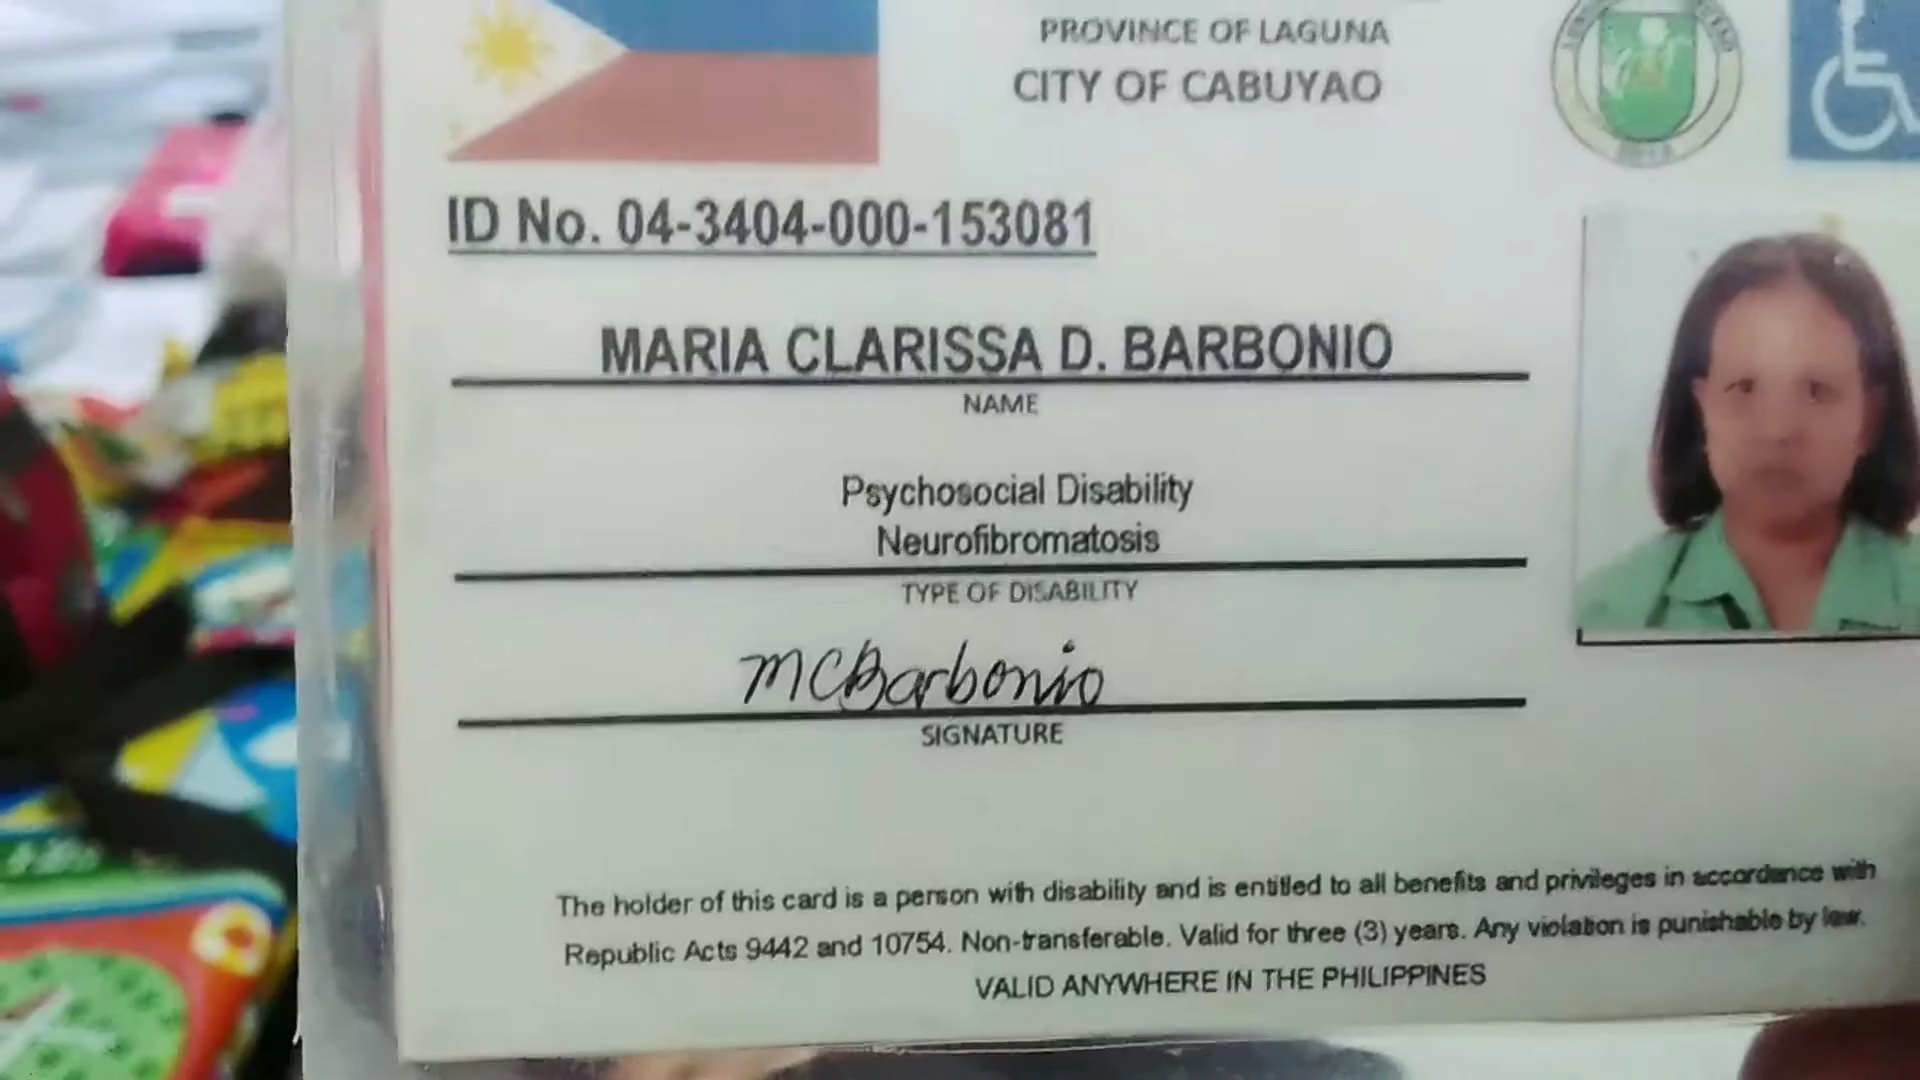 PROVINCE OF LAGUNA
CITY OF CABUYAO
ID No. 04-3404-000-153081
MARIA CLARISSA D. BARBONIO
NAME
Psychosocial Disability
Neurofibromatosis
TYPE OF DISABILITY
MCBarbonio
SIGNATURE
The holder of this card is a person with disability and is entitled to all benefits and privileges in accordance with
Republic Acts 9442 and 10754. Non-transferable. Valid for three (3) years. Any violation is punishable by law.
VALID ANYWHERE IN THE PHILIPPINES